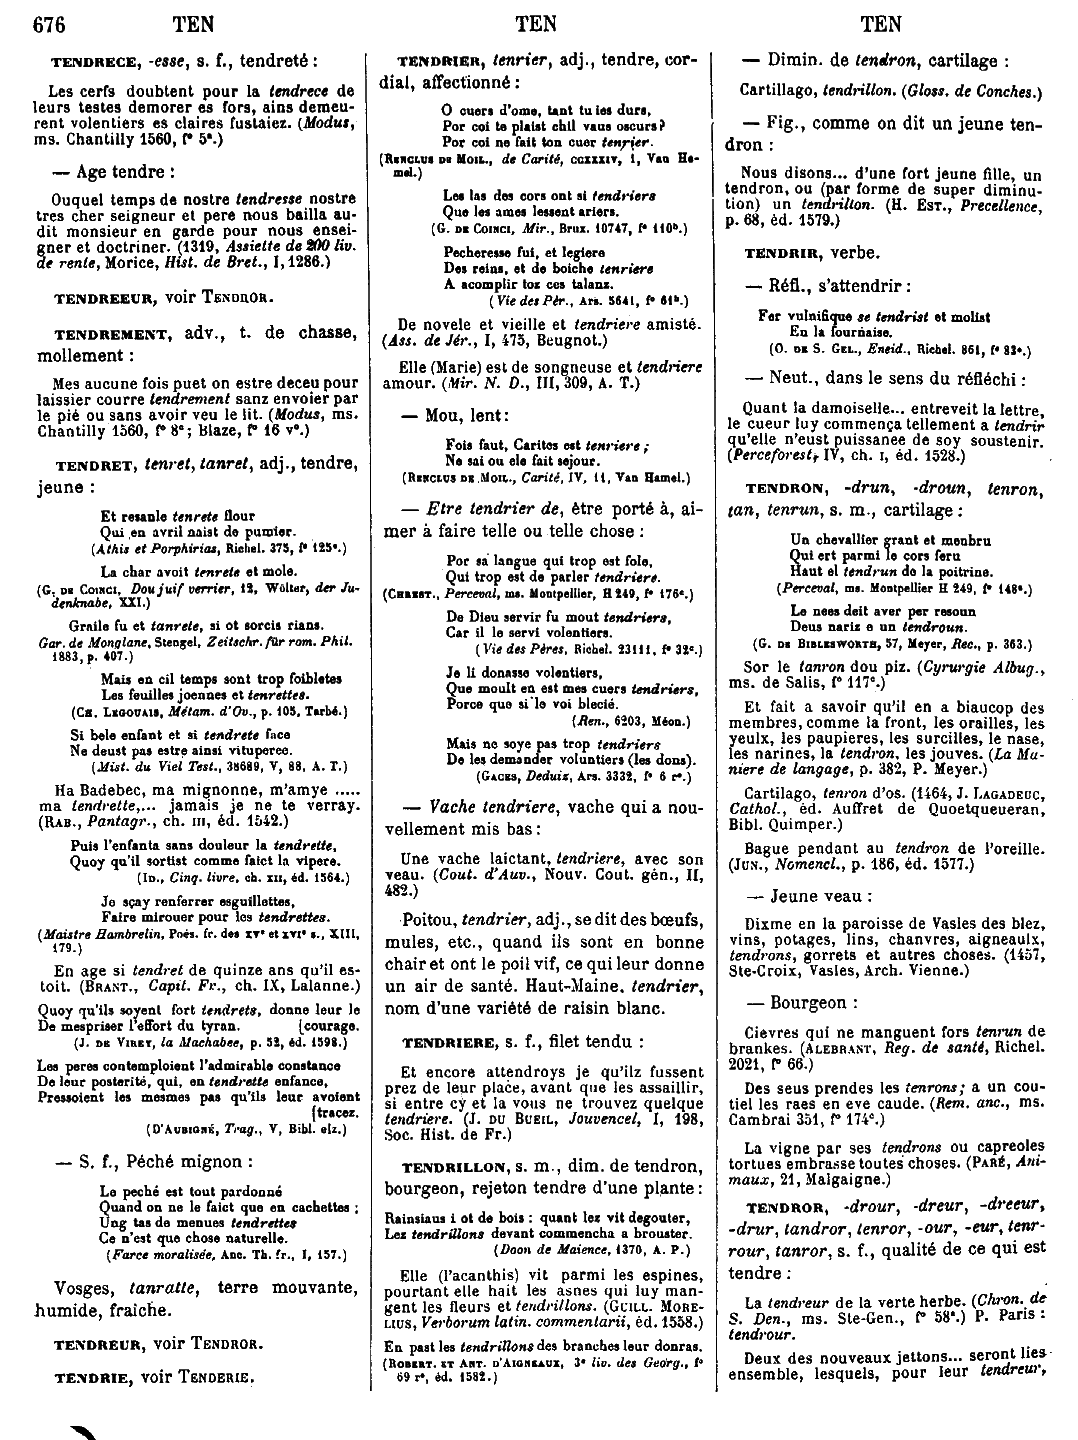 676 TEN TEN TEN
TENDRECE, -esse, s. f., tendreté :
Les cerfs doubtent pour la tendrece de
leurs testes demorer es fors, ains demeu-
rent volentiers es claires fustaiez. (Modus,
ms. Chantilly 1560, f° 5ª.)
— Age tendre :
Ouquel temps de nostre tendresse nostre
tres cher seigneur et pere nous bailla au-
dit monsieur en garde pour nous ensei-
gner et doctriner. (1319, Assiette de 200 liv.
de rente, Morice, Hist. de Bret., I, 1286.)
TENDREEUR, voir TENDROR.
TENDREMENT, adv., t. de chasse,
mollement :
Mes aucune fois puet on estre deceu pour
laissier courre tendrement sanz envoier par
le pié ou sans avoir veu le lit. (Modus, ms.
Chantilly 1560, f° 8ª; Blaze, f° 16 v°.)
TENDRET, tenret, tanret, adj., tendre,
jeune :
Et resanle tenrete flour
Qui en avril naist de pumier.
(Athis et Porphirias, Richel. 375, f° 125ª.)
La char avoit tenrete et mole.
(G. DE COINCI, Dou juif verrier, 12, Wolter, der Ju-
denknabe, XXI.)
Graile fu et tanrete, si ot sorcis rians.
Gar. de Monglane, Stengel, Zeitschr. für rom. Phil.
1883, p. 407.)
Mais en cil temps sont trop foibletes
Les feuilles joennes et tenrettes.
(CH. LEGOUAIS, Métam. d'Ov., p. 105, Tarbé.)
Si bele enfant et si tendrete face
Ne deust pas estre ainsi vituperee.
(Mist. du Viel Test., 38689, V, 88, A. T.)
Ha Badebec, ma mignonne, m'amye .....
ma tendrette,... jamais je ne te verray.
(RAB., Pantagr., ch. III, éd. 1542.)
Puis l'enfanta sans douleur la tendrette,
Quoy qu'il sortist comme faict la vipere.
(ID., Cinq. livre, ch. XII, éd. 1564.)
Je sçay renferrer esguillettes,
Faire mirouer pour les tendrettes.
(Maistre Hambrelin, Poés. fr. des XVe et XVIe s., XIII,
179.)
En age si tendret de quinze ans qu'il es-
toit. (BRANT., Capit. Fr., ch. IX, Lalanne.)
Quoy qu'ils soyent fort tendrets, donne leur le
De mespriser l'effort du tyran. [courage.
(J. DE VIREY, la Machabee, p. 52, éd. 1598.)
Les peres contemploient l'admirable constance
De leur posterité, qui, en tendrette enfance,
Pressoient les mesmes pas qu'ils leur avoient
[tracez.
(D'AUBIGNÉ, Trag., V, Bibl. elz.)
— S. f., Péché mignon :
Le peché est tout pardonné
Quand on ne le faict que en cachettes ;
Ung tas de menues tendrettes
Ce n'est que chose naturelle.
(Farce moralisée, Anc. Th. fr., I, 157.)
Vosges, tanratte, terre mouvante,
humide, fraiche.
TENDREUR, voir TENDROR.
TENDRIE, voir TENDERIE.
TENDRIER, tenrier, adj., tendre, cor-
dial, affectionné :
O cuers d'ome, tant tu ies durs,
Por coi te plaist chil vaus oscurs?
Por coi ne fait ton cuer tenrier.
(RENCLUS DE MOIL., de Carité, CCXXXIV, 1, Van Ha-
mel.)
Les las des cors ont si tendriers
Que les ames lessent ariers.
(G. DE COINCI, Mir., Brux. 10747, f° 110b.)
Pecheresse fui, et legiere
Des reins, et de boiche tenriere
A acomplir toz ces talanz.
(Vie des Pèr., Ars. 5641, f° 61b.)
De novele et vieille et tendriere amisté.
(Ass. de Jér., I, 475, Beugnot.)
Elle (Marie) est de songneuse et tendriere
amour. (Mir. N. D., III, 309, A. T.)
— Mou, lent :
Fois faut, Carites est tenriere ;
Ne sai ou ele fait sejour.
(RENCLUS DE MOIL., Carité, IV, 11, Van Hamel.)
— Etre tendrier de, être porté à, ai-
mer à faire telle ou telle chose :
Por sa langue qui trop est fole,
Qui trop est de parler tendriere.
(CHREST., Perceval, ms. Montpellier, H 249, f° 176ª.)
De Dieu servir fu mout tendriers,
Car il le servi volentiers.
(Vie des Pères, Richel. 23111, f° 32c.)
Je li donasse volentiers,
Que moult en est mes cuers tendriers,
Porce que si le voi blecié.
(Ren., 6203, Méon.)
Mais ne soye pas trop tendriers
De les demander voluntiers (les dons).
(GACES, Deduiz, Ars. 3332, f° 6 r°.)
— Vache tendriere, vache qui a nou-
vellement mis bas :
Une vache laictant, tendriere, avec son
veau. (Cout. d'Auv., Nouv. Cout. gén., II,
482.)
Poitou, tendrier, adj., se dit des bœufs,
mules, etc., quand ils sont en bonne
chair et ont le poil vif, ce qui leur donne
un air de santé. Haut-Maine, tendrier,
nom d'une variété de raisin blanc.
TENDRIERE, s. f., filet tendu :
Et encore attendroys je qu'ilz fussent
prez de leur place, avant que les assaillir,
si entre cy et la vous ne trouvez quelque
tendriere. (J. DU BUEIL, Jouvencel, I, 198,
Soc. Hist. de Fr.)
TENDRILLON, s. m., dim. de tendron,
bourgeon, rejeton tendre d'une plante :
Rainsiaus i ot de bois : quant lez vit degouter,
Lez tendrillons devant commencha a brouster.
(Doon de Maience, 1370, A. P.)
Elle (l'acanthis) vit parmi les espines,
pourtant elle hait les asnes qui luy man-
gent les fleurs et tendrillons. (GUILL. MORE-
LIUS, Verborum latin. commentarii, éd. 1558.)
En past les tendrillons des branches leur donras.
(ROBERT. ET ANT. D'AIGNEAUX, 3e liv. des Georg., f°
69 r°, éd. 1582.)
— Dimin. de tendron, cartilage :
Cartillago, tendrillon. (Gloss. de Conches.)
— Fig., comme on dit un jeune ten-
dron :
Nous disons... d'une fort jeune fille, un
tendron, ou (par forme de super diminu-
tion) un tendrillon. (H. EST., Precellence,
p. 68, éd. 1579.)
TENDRIR, verbe.
— Réfl., s'attendrir :
Fer vulnifique se tendrist et molist
En la fournaise.
(O. DE S. GEL., Eneid., Richel. 861, f° 82ª.)
— Neut., dans le sens du réfléchi :
Quant la damoiselle... entreveit la lettre,
le cueur luy commença tellement a tendrir
qu'elle n'eust puissance de soy soustenir.
(Perceforest, IV, ch. I, éd. 1528.)
TENDRON, -drun, -droun, tenron,
tan, tenrun, s. m., cartilage :
Un chevallier grant et menbru
Qui ert parmi le cors feru
Haut el tendrun de la poitrine.
(Perceval, ms. Montpellier H 249, f° 148ª.)
Le nees deit aver per resoun
Deus nariz e un tendroun.
(G. DE BIBLESWORTH, 57, Meyer, Rec., p. 363.)
Sor le tanron dou piz. (Cyrurgie Albug.,
ms. de Salis, f° 117c.)
Et fait a savoir qu'il en a biaucop des
membres, comme la front, les orailles, les
yeulx, les paupieres, les surcilles, le nase,
les narines, la tendron, les jouves. (La Ma-
niere de langage, p. 382, P. Meyer.)
Cartilago, tenron d'os. (1464, J. LAGADEUC,
Cathol., éd. Auffret de Quoetqueueran,
Bibl. Quimper.)
Bague pendant au tendron de l'oreille.
(JUN., Nomencl., p. 186, éd. 1577.)
— Jeune veau :
Dixme en la paroisse de Vasles des blez,
vins, potages, lins, chanvres, aigneaulx,
tendrons, gorrets et autres choses. (1457,
Ste-Croix, Vasles, Arch. Vienne.)
— Bourgeon :
Cievres qui ne manguent fors tenrun de
brankes. (ALEBRANT, Reg. de santé, Richel.
2021, f° 66.)
Des seus prendes les tenrons; a un cou-
tiel les raes en eve caude. (Rem. anc., ms.
Cambrai 351, f° 174c.)
La vigne par ses tendrons ou capreoles
tortues embrasse toutes choses. (PARÉ, Ani-
maux, 21, Malgaigne.)
TENDROR, -drour, -dreur, -dreeur,
-drur, tandror, tenror, -our, -eur, tenr-
rour, tanror, s. f., qualité de ce qui est
tendre :
La tendreur de la verte herbe. (Chron. de
S. Den., ms. Ste-Gen., f° 58ª.) P. Paris :
tendrour.
Deux des nouveaux jettons... seront lies
ensemble, lesquels, pour leur tendreur,